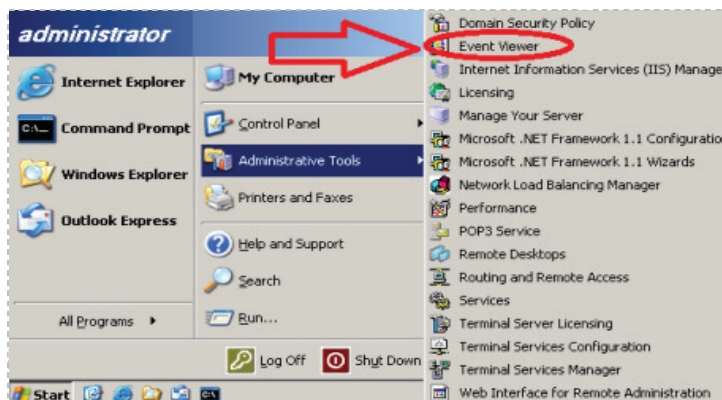 administrator
Internet Explorer
Command Prompt
Windows Explorer
Outlook Express
All Programs
My Computer
Control Panel
Administrative Tools
Printers and Faxes
Help and Support
Search
Run...
Log Off
Shut Down
Start
Domain Security Policy
Event Viewer
Internet Information Services (IIS) Manage
Licensing
Manage Your Server
Microsoft .NET Framework 1.1 Configuratio
Microsoft .NET Framework 1.1 Wizards
Network Load Balancing Manager
Performance
POP3 Service
Remote Desktops
Routing and Remote Access
Services
Terminal Server Licensing
Terminal Services Configuration
Terminal Services Manager
Web Interface for Remote Administration